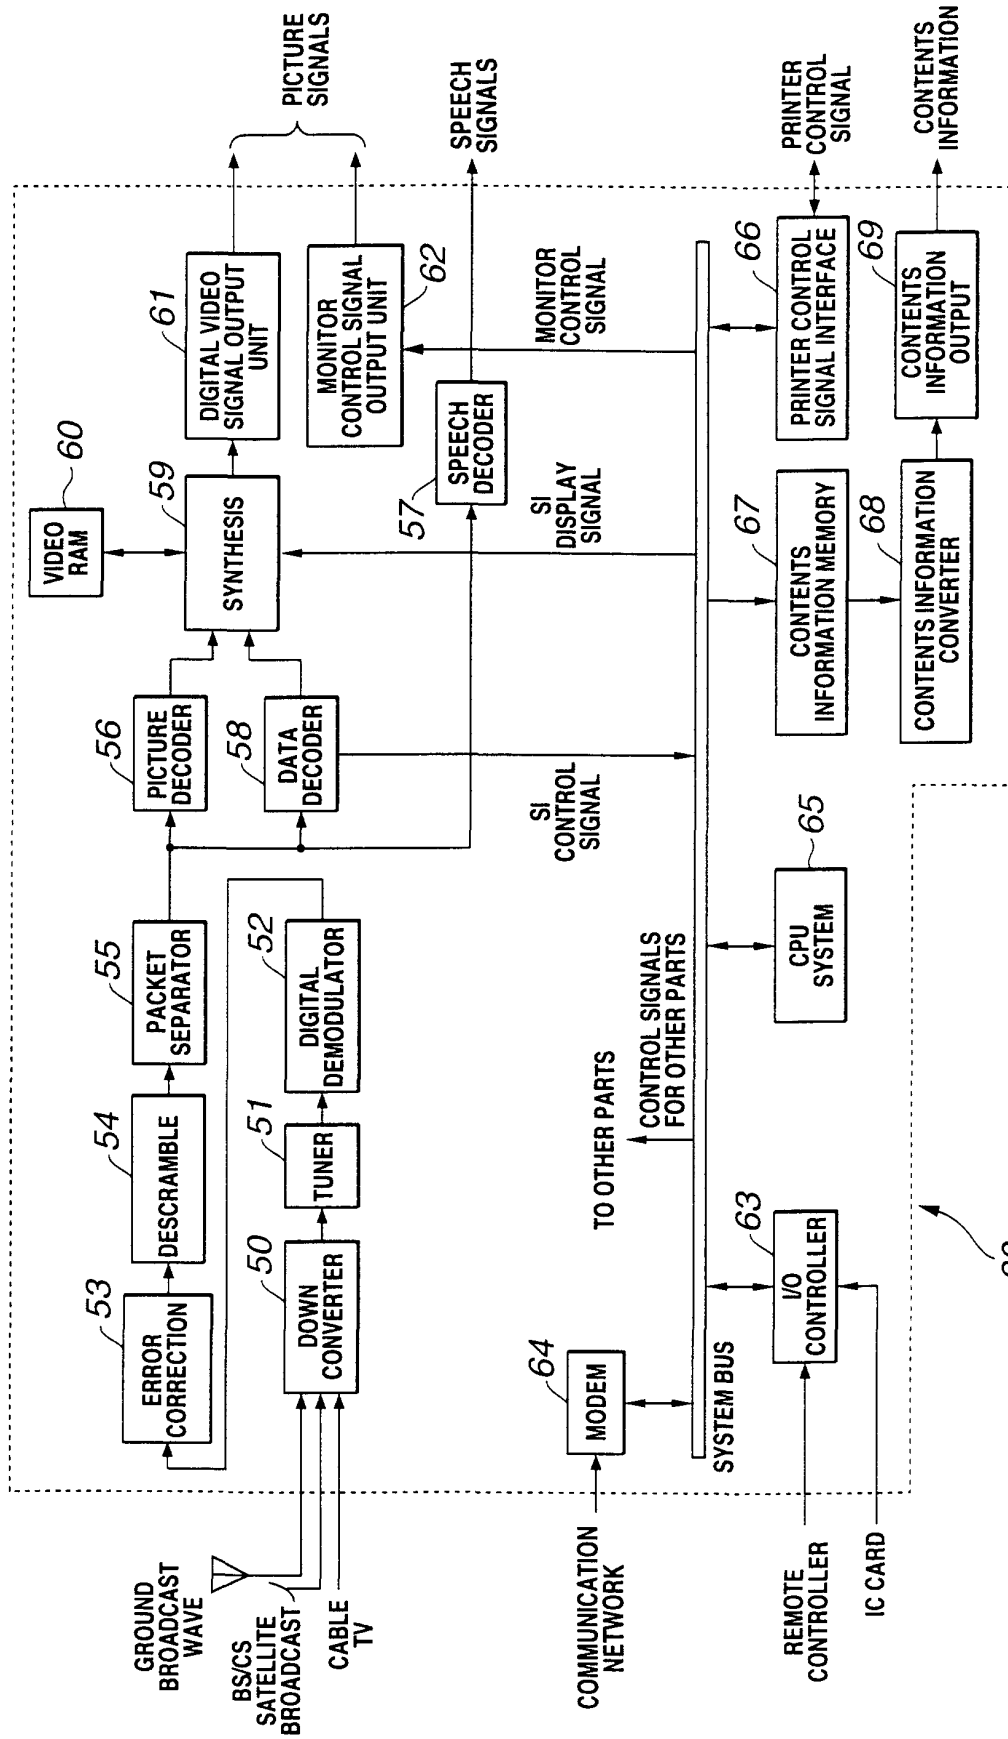 GROUND
BROADCAST
WAVE
BS/CS
SATELLITE
BROADCAST
CABLE
TV
53
ERROR
CORRECTION
54
DESCRAMBLE
55
PACKET
SEPARATOR
50
DOWN
CONVERTER
51
TUNER
52
DIGITAL
DEMODULATOR
56
PICTURE
DECODER
58
DATA
DECODER
60
VIDEO
RAM
59
SYNTHESIS
61
DIGITAL VIDEO
SIGNAL OUTPUT
UNIT
MONITOR
CONTROL SIGNAL
OUTPUT UNIT
62
PICTURE
SIGNALS
57
SPEECH
DECODER
SPEECH
SIGNALS
SI
CONTROL
SIGNAL
SI
DISPLAY
SIGNAL
MONITOR
CONTROL
SIGNAL
COMMUNICATION
NETWORK
64
MODEM
TO OTHER PARTS
CONTROL SIGNALS
FOR OTHER PARTS
SYSTEM BUS
REMOTE
CONTROLLER
IC CARD
63
I/O
CONTROLLER
65
CPU
SYSTEM
67
CONTENTS
INFORMATION MEMORY
66
PRINTER CONTROL
SIGNAL INTERFACE
PRINTER
CONTROL
SIGNAL
68
CONTENTS INFORMATION
CONVERTER
69
CONTENTS
INFORMATION
OUTPUT
CONTENTS
INFORMATION